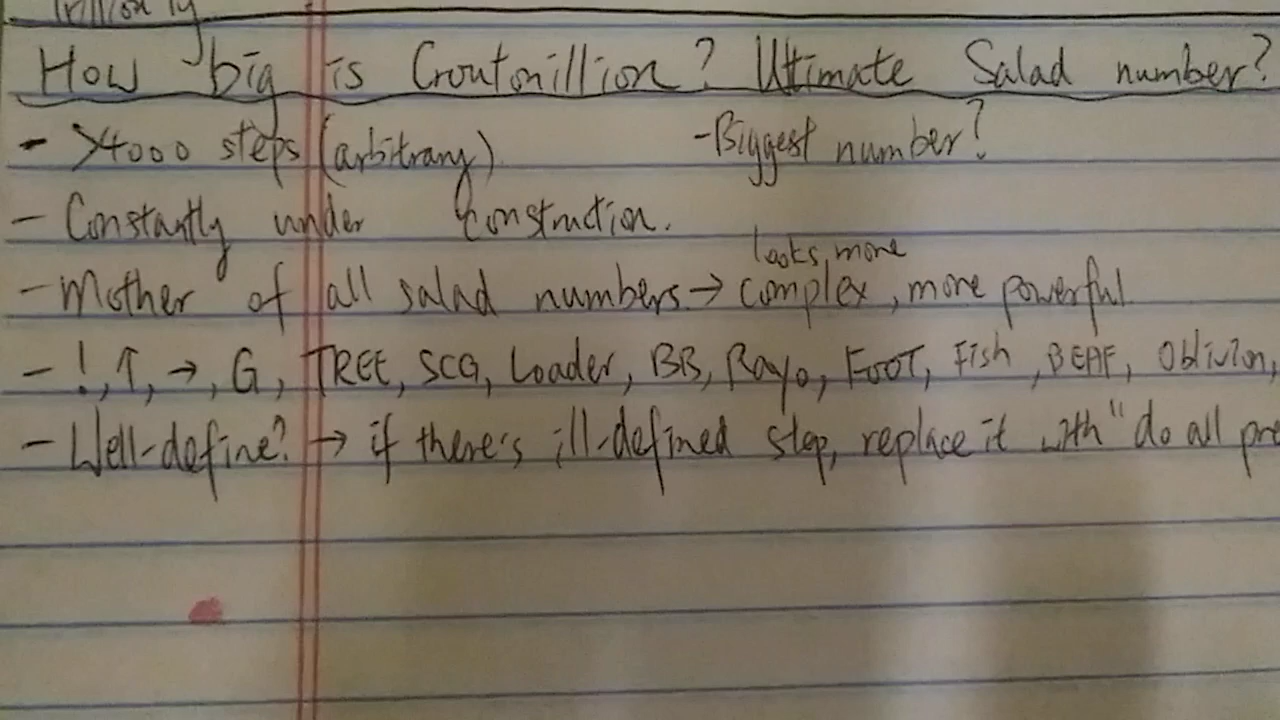 How big is Croutonillion? Ultimate Salad number?
- >4000 steps (arbitrary) -Biggest number?
- Constantly under construction.
looks more
- Mother of all salad numbers → complex, more powerful
- !, ↑, →, G, TREE, SCG, Loader, BB, Rayo, FOOT, Fish, BEAF, Oblivion,
- Well-define? → if there's ill-defined step, replace it with "do all pre